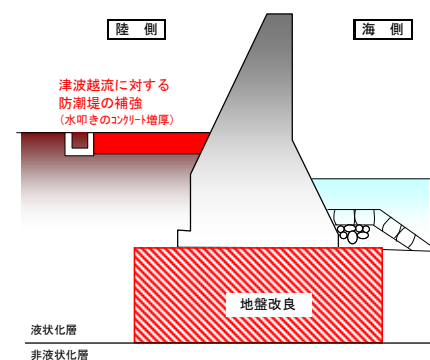 陸 側
海 側
津波越流に対する
防潮堤の補強
(水叩きのコンクリート増厚)
地盤改良
液状化層
非液状化層